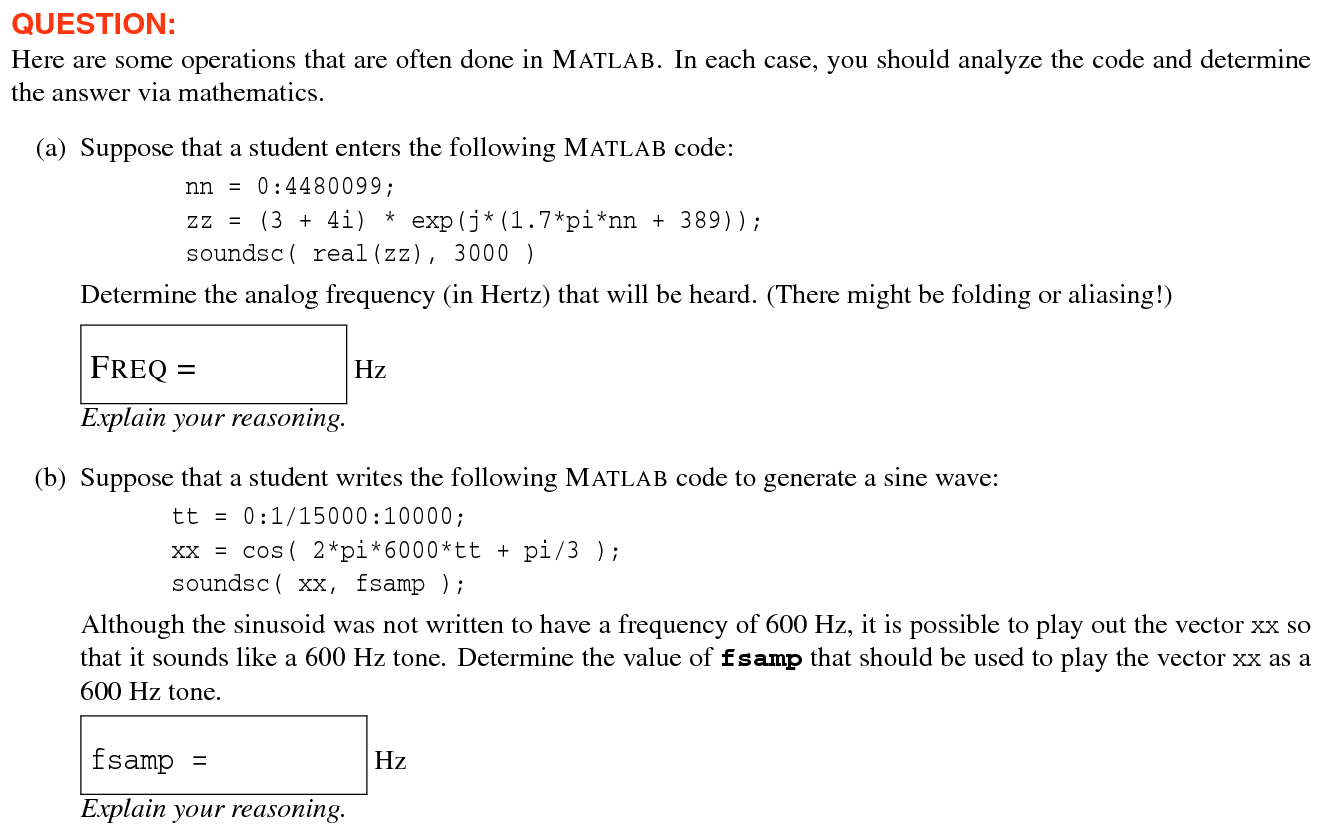 QUESTION:
Here are some operations that are often done in MATLAB. In each case, you should analyze the code and determine
the answer via mathematics.
(a) Suppose that a student enters the following MATLAB code:
nn = 0:4480099;
zz = (3 + 4i) * exp(j*(1.7*pi*nn + 389));
soundsc( real(zz), 3000 )
Determine the analog frequency (in Hertz) that will be heard. (There might be folding or aliasing!)
FREQ = Hz
Explain your reasoning.
(b) Suppose that a student writes the following MATLAB code to generate a sine wave:
tt = 0:1/15000:10000;
xx = cos( 2*pi*6000*tt + pi/3 );
soundsc( xx, fsamp );
Although the sinusoid was not written to have a frequency of 600 Hz, it is possible to play out the vector xx so
that it sounds like a 600 Hz tone. Determine the value of fsamp that should be used to play the vector xx as a
600 Hz tone.
fsamp = Hz
Explain your reasoning.